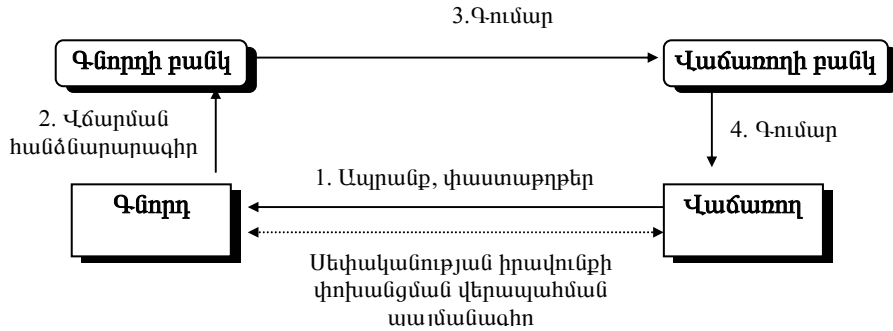 3.Գումար
Գնորդի բանկ
Վաճառողի բանկ
2. Վճարման
հանձնարարագիր
4. Գումար
1. Ապրանք, փաստաթղթեր
Գնորդ
Վաճառող
Սեփականության իրավունքի
փոխանցման վերապահման
պայմանագիր